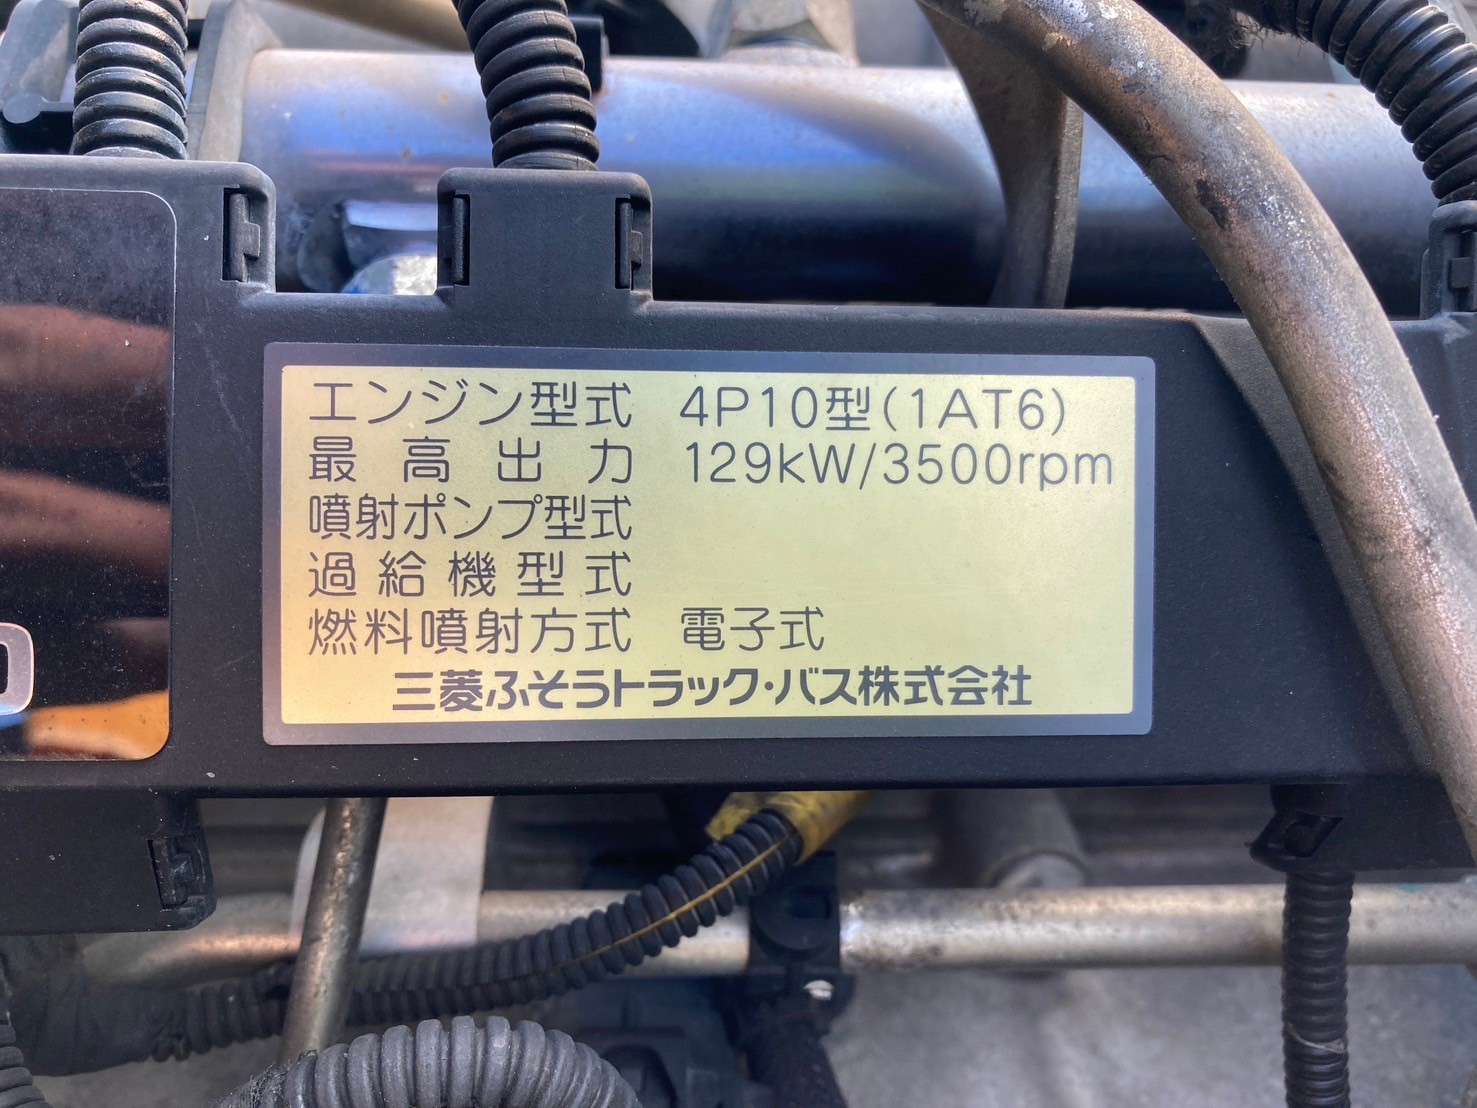 エンジン型式 4P10型(1AT6)
最高出力 129kW/3500rpm
噴射ポンプ型式
過給機型式
燃料噴射方式 電子式
三菱ふそうトラック・バス株式会社